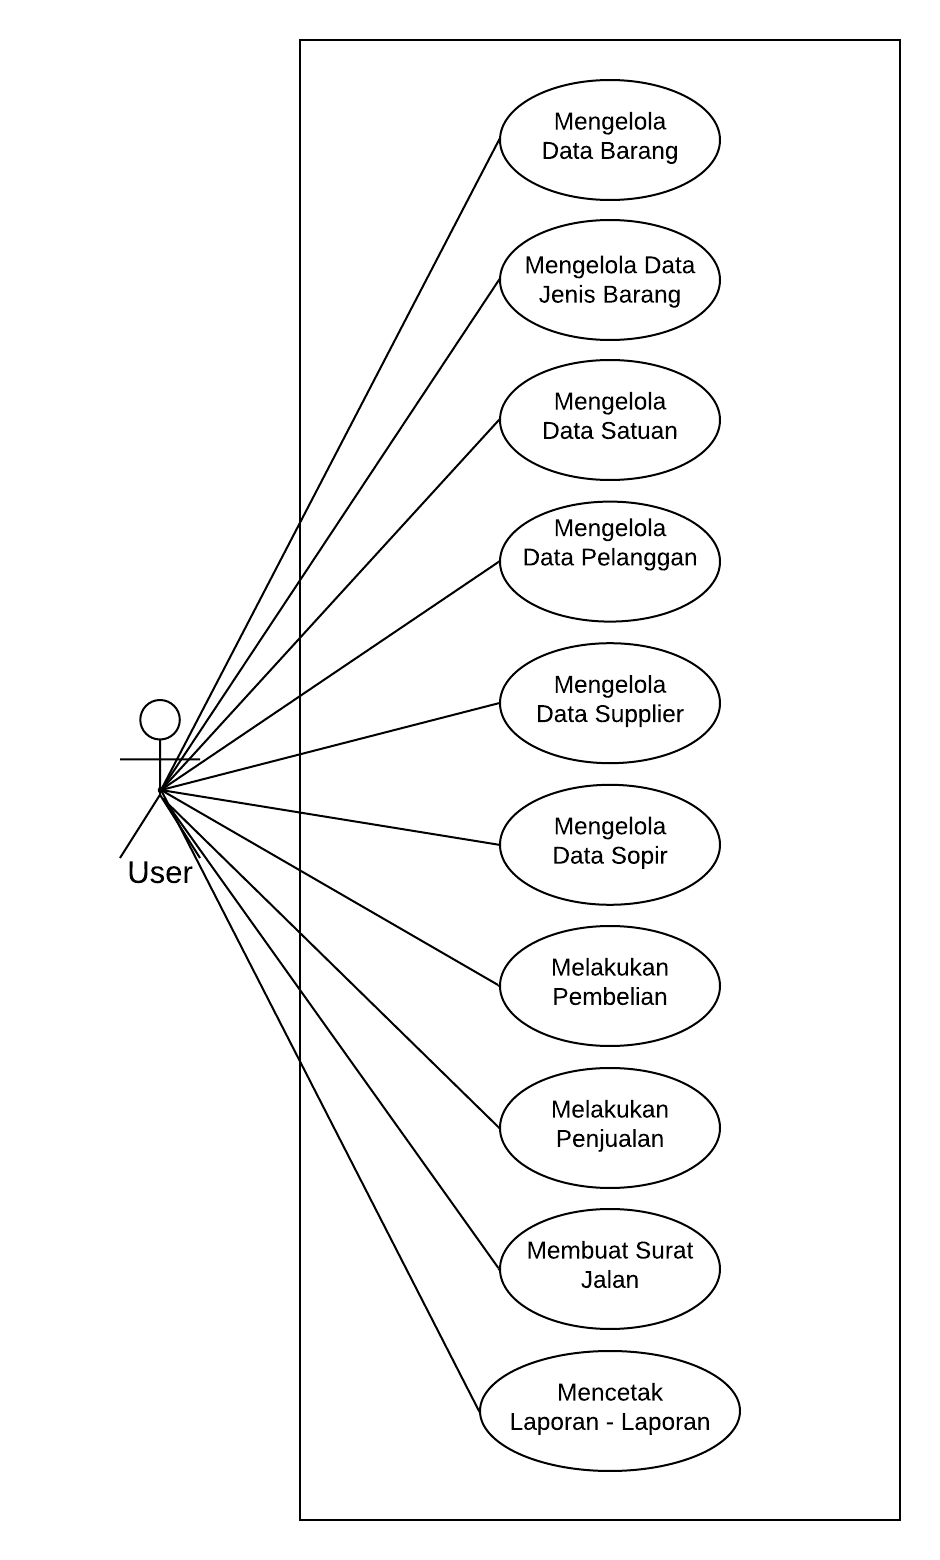 Mengelola
Data Barang
Mengelola Data
Jenis Barang
Mengelola
Data Satuan
Mengelola
Data Pelanggan
Mengelola
Data Supplier
Mengelola
Data Sopir
User
Melakukan
Pembelian
Melakukan
Penjualan
Membuat Surat
Jalan
Mencetak
Laporan - Laporan